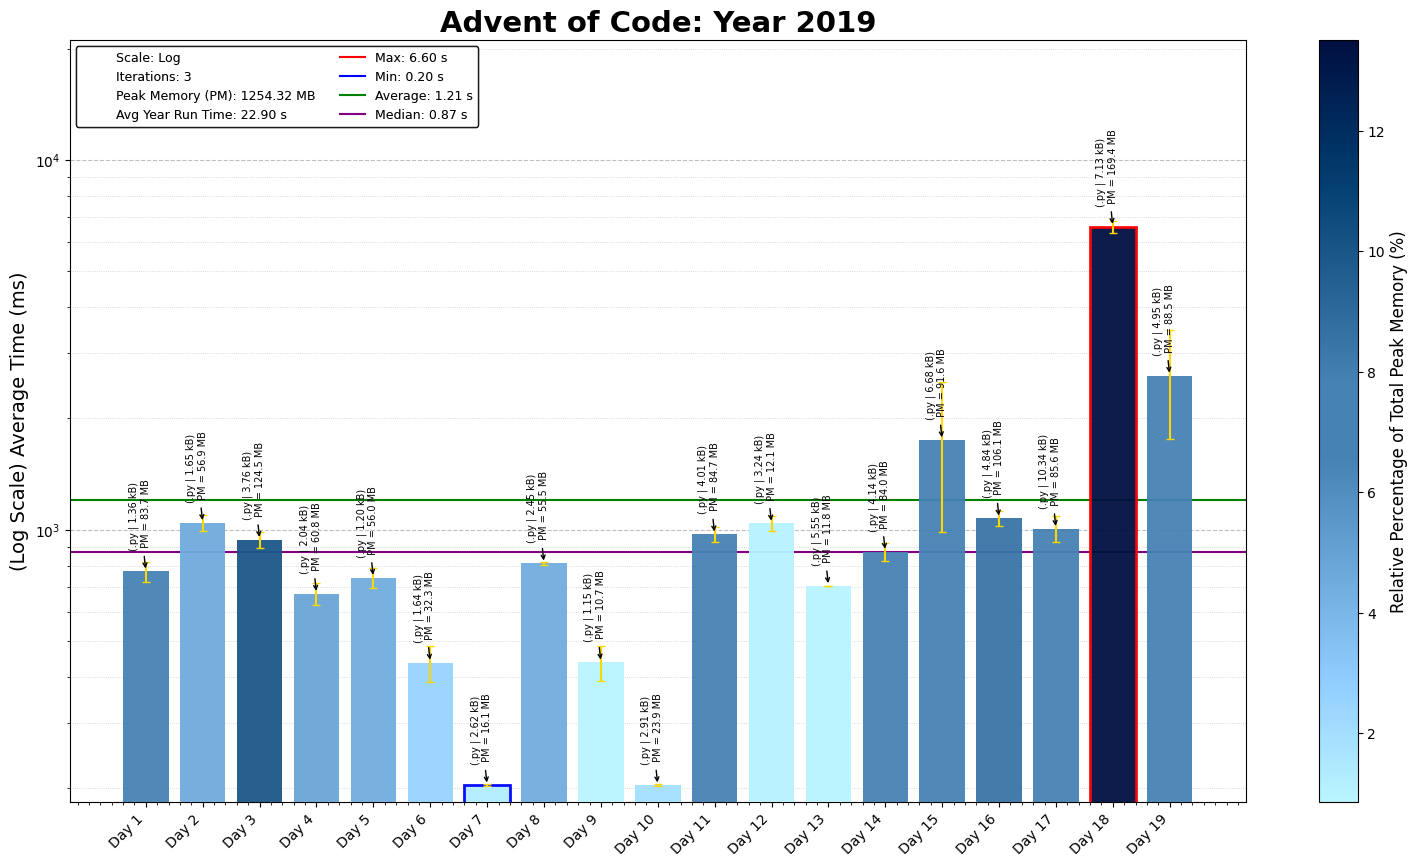 Advent of Code: Year 2019
Scale: Log
Iterations: 3
Peak Memory (PM): 1254.32 MB
Avg Year Run Time: 22.90 s
Max: 6.60 s
Min: 0.20 s
Average: 1.21 s
Median: 0.87 s
(Log Scale) Average Time (ms)
10⁴
10³
(.py | 1.36 kB)
PM = 83.7 MB
(.py | 1.65 kB)
PM = 56.9 MB
(.py | 3.76 kB)
PM = 124.5 MB
(.py | 2.04 kB)
PM = 60.8 MB
(.py | 1.20 kB)
PM = 56.0 MB
(.py | 1.64 kB)
PM = 32.3 MB
(.py | 2.62 kB)
PM = 16.1 MB
(.py | 2.45 kB)
PM = 55.5 MB
(.py | 1.15 kB)
PM = 10.7 MB
(.py | 2.91 kB)
PM = 23.9 MB
(.py | 4.01 kB)
PM = 84.7 MB
(.py | 3.24 kB)
PM = 12.1 MB
(.py | 5.55 kB)
PM = 11.8 MB
(.py | 4.14 kB)
PM = 84.0 MB
(.py | 6.68 kB)
PM = 91.6 MB
(.py | 4.84 kB)
PM = 106.1 MB
(.py | 10.34 kB)
PM = 85.6 MB
(.py | 7.13 kB)
PM = 169.4 MB
(.py | 4.95 kB)
PM = 88.5 MB
Day 1
Day 2
Day 3
Day 4
Day 5
Day 6
Day 7
Day 8
Day 9
Day 10
Day 11
Day 12
Day 13
Day 14
Day 15
Day 16
Day 17
Day 18
Day 19
12
10
8
6
4
2
Relative Percentage of Total Peak Memory (%)